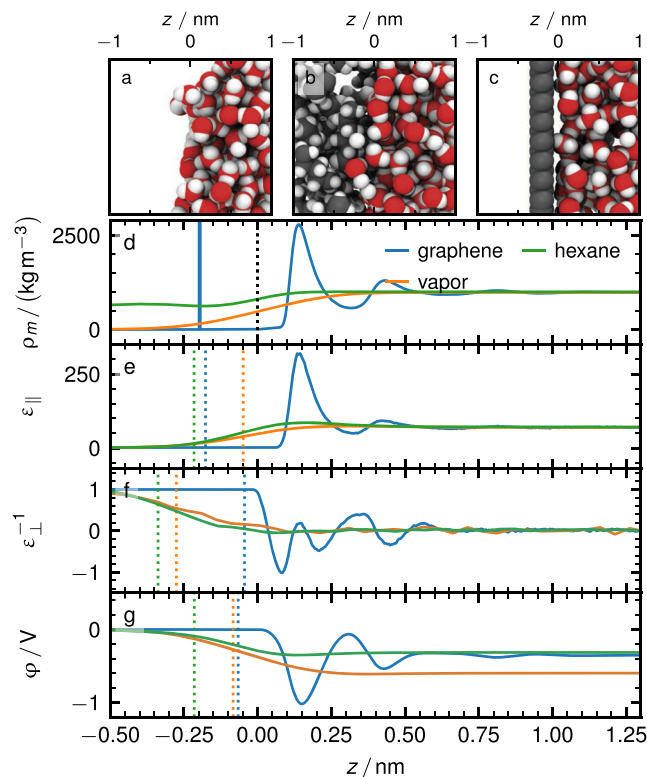 z / nm z / nm z / nm
−1 0 1 −1 0 1 −1 0 1
a b c
d
graphene hexane
vapor
ρm / (kg m−3)
2500
0
e
ε∥
250
0
f
ε⊥−1
1
0
−1
g
φ / V
0
−1
−0.50 −0.25 0.00 0.25 0.50 0.75 1.00 1.25
z / nm